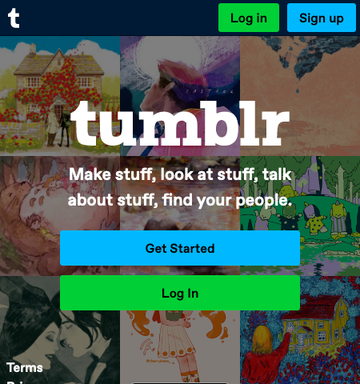 t
Log in
Sign up
tumblr
Make stuff, look at stuff, talk
about stuff, find your people.
Get Started
Log In
Terms